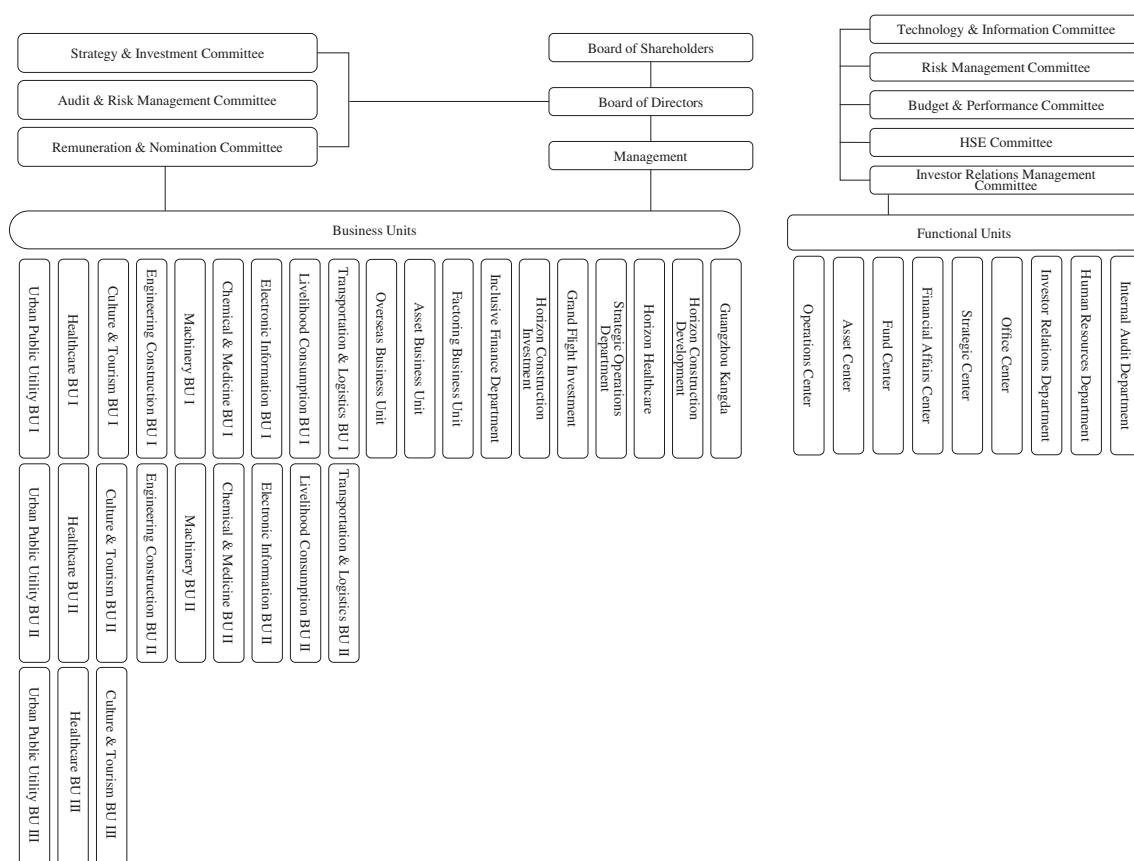 Strategy & Investment Committee
Audit & Risk Management Committee
Remuneration & Nomination Committee
Board of Shareholders
Board of Directors
Management
Technology & Information Committee
Risk Management Committee
Budget & Performance Committee
HSE Committee
Investor Relations Management
Committee
Business Units
Functional Units
Urban Public Utility BU I
Healthcare BU I
Culture & Tourism BU I
Engineering Construction BU I
Machinery BU I
Chemical & Medicine BU I
Electronic Information BU I
Livelihood Consumption BU I
Transportation & Logistics BU I
Overseas Business Unit
Asset Business Unit
Factoring Business Unit
Inclusive Finance Department
Horizon Construction
Investment
Grand Flight Investment
Strategic Operations
Department
Horizon Healthcare
Horizon Construction
Development
Guangzhou Kangda
Operations Center
Asset Center
Fund Center
Financial Affairs Center
Strategic Center
Office Center
Investor Relations Department
Human Resources Department
Internal Audit Department
Urban Public Utility BU II
Healthcare BU II
Culture & Tourism BU II
Engineering Construction BU II
Machinery BU II
Chemical & Medicine BU II
Electronic Information BU II
Livelihood Consumption BU II
Transportation & Logistics BU II
Urban Public Utility BU III
Healthcare BU III
Culture & Tourism BU III